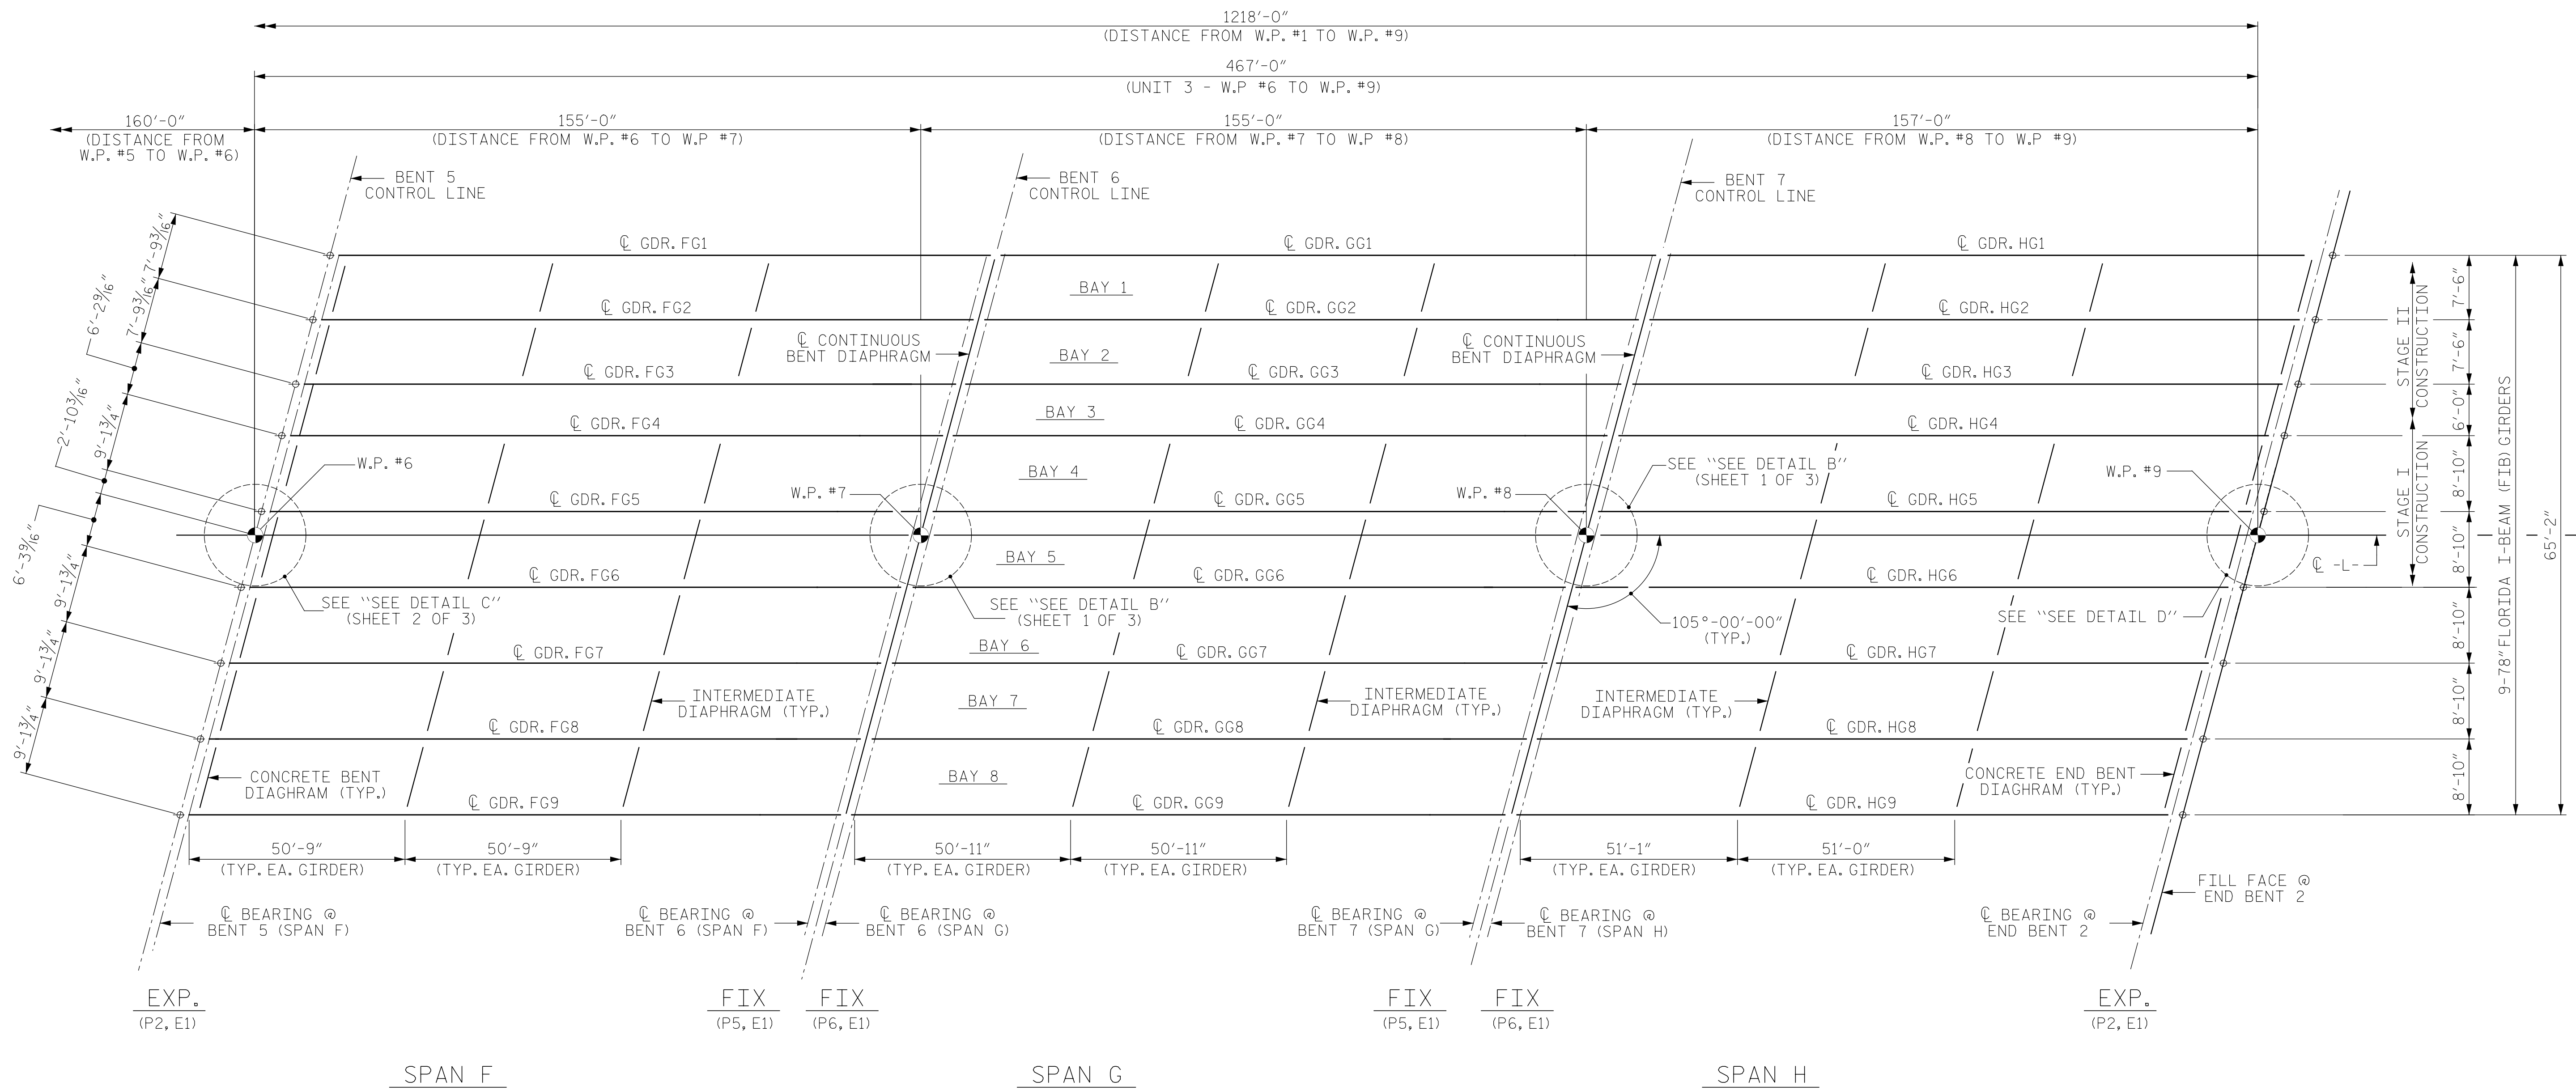 1218'-0"
(DISTANCE FROM W.P. #1 TO W.P. #9)
467'-0"
(UNIT 3 - W.P #6 TO W.P. #9)
160'-0"
(DISTANCE FROM
W.P. #5 TO W.P. #6)
155'-0"
(DISTANCE FROM W.P. #6 TO W.P #7)
155'-0"
(DISTANCE FROM W.P. #7 TO W.P #8)
157'-0"
(DISTANCE FROM W.P. #8 TO W.P #9)
BENT 5
CONTROL LINE
BENT 6
CONTROL LINE
BENT 7
CONTROL LINE
7'-9 3/16"
7'-9 3/16"
6'-2 9/16"
9'-1 3/4"
2'-10 3/16"
6'-3 9/16"
9'-1 3/4"
9'-1 3/4"
9'-1 3/4"
℄ GDR. FG1
℄ GDR. GG1
℄ GDR. HG1
BAY 1
℄ GDR. FG2
℄ GDR. GG2
℄ GDR. HG2
℄ CONTINUOUS
BENT DIAPHRAGM
BAY 2
℄ CONTINUOUS
BENT DIAPHRAGM
℄ GDR. FG3
℄ GDR. GG3
℄ GDR. HG3
BAY 3
℄ GDR. FG4
℄ GDR. GG4
℄ GDR. HG4
W.P. #6
BAY 4
SEE ‶SEE DETAIL B″
(SHEET 1 OF 3)
W.P. #9
W.P. #7
W.P. #8
℄ GDR. FG5
℄ GDR. GG5
℄ GDR. HG5
BAY 5
℄ -L-
℄ GDR. FG6
℄ GDR. GG6
℄ GDR. HG6
SEE ‶SEE DETAIL C″
(SHEET 2 OF 3)
SEE ‶SEE DETAIL B″
(SHEET 1 OF 3)
105°-00'-00"
(TYP.)
SEE ‶SEE DETAIL D″
BAY 6
℄ GDR. FG7
℄ GDR. GG7
℄ GDR. HG7
INTERMEDIATE
DIAPHRAGM (TYP.)
BAY 7
INTERMEDIATE
DIAPHRAGM (TYP.)
INTERMEDIATE
DIAPHRAGM (TYP.)
℄ GDR. FG8
℄ GDR. GG8
℄ GDR. HG8
CONCRETE BENT
DIAGHRAM (TYP.)
BAY 8
CONCRETE END BENT
DIAGHRAM (TYP.)
℄ GDR. FG9
℄ GDR. GG9
℄ GDR. HG9
STAGE II
CONSTRUCTION
STAGE I
CONSTRUCTION
7'-6"
7'-6"
6'-0"
8'-10"
8'-10"
8'-10"
8'-10"
8'-10"
9-78" FLORIDA I-BEAM (FIB) GIRDERS
65'-2"
50'-9"
(TYP. EA. GIRDER)
50'-9"
(TYP. EA. GIRDER)
50'-11"
(TYP. EA. GIRDER)
50'-11"
(TYP. EA. GIRDER)
51'-1"
(TYP. EA. GIRDER)
51'-0"
(TYP. EA. GIRDER)
FILL FACE @
END BENT 2
℄ BEARING @
BENT 5 (SPAN F)
℄ BEARING @
BENT 6 (SPAN F)
℄ BEARING @
BENT 6 (SPAN G)
℄ BEARING @
BENT 7 (SPAN G)
℄ BEARING @
BENT 7 (SPAN H)
℄ BEARING @
END BENT 2
EXP.
(P2, E1)
FIX
(P5, E1)
FIX
(P6, E1)
FIX
(P5, E1)
FIX
(P6, E1)
EXP.
(P2, E1)
SPAN F
SPAN G
SPAN H